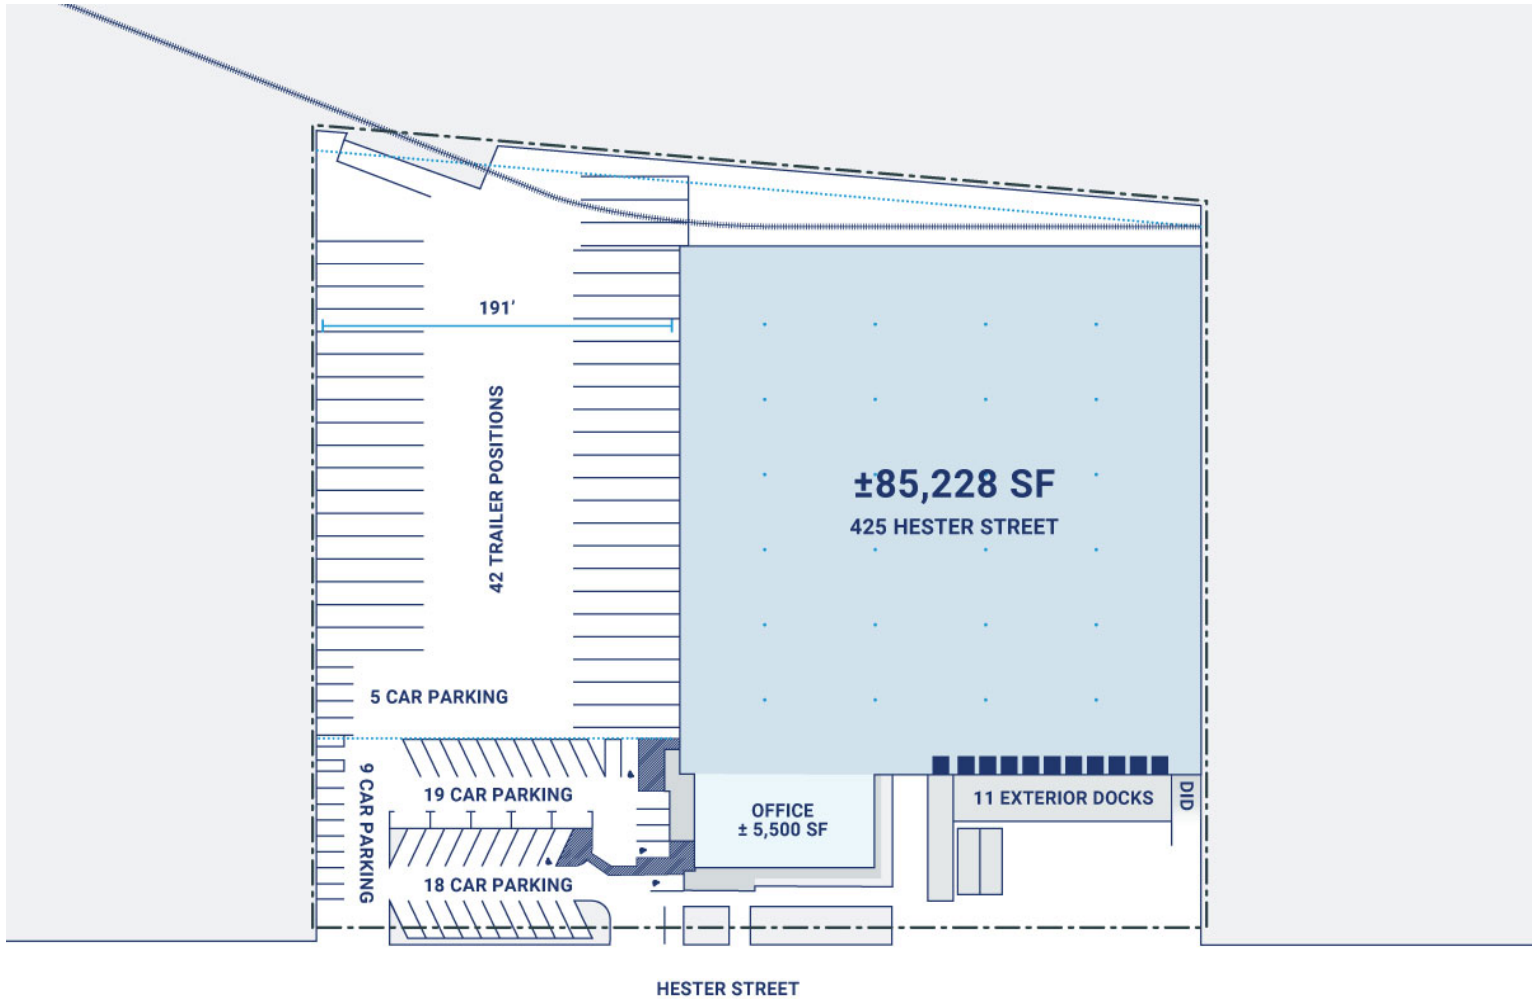 191'
42 TRAILER POSITIONS
±85,228 SF
425 HESTER STREET
5 CAR PARKING
9 CAR PARKING
19 CAR PARKING
OFFICE
± 5,500 SF
11 EXTERIOR DOCKS
DID
18 CAR PARKING
HESTER STREET